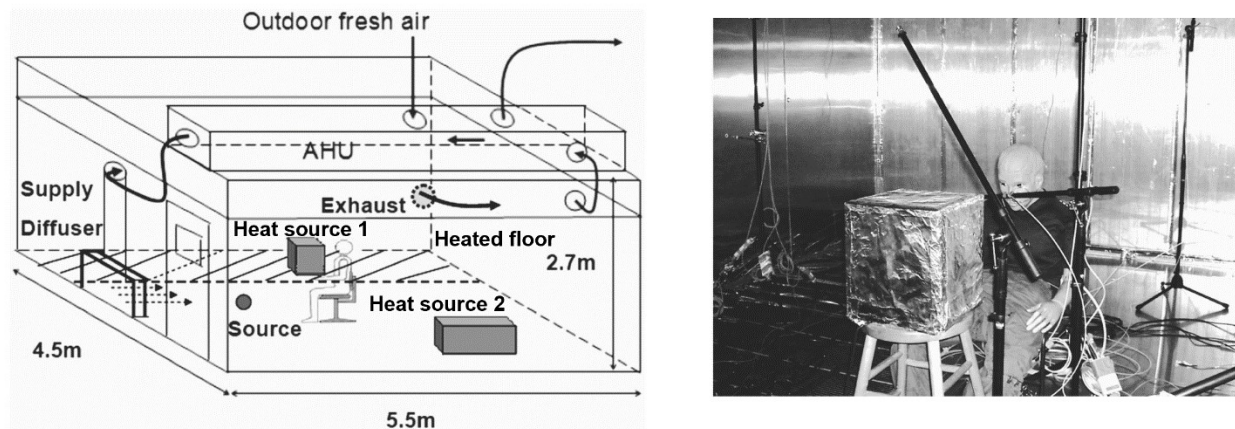 Outdoor fresh air
AHU
Supply
Diffuser
Exhaust
Heat source 1
Heated floor
2.7m
Heat source 2
Source
4.5m
5.5m